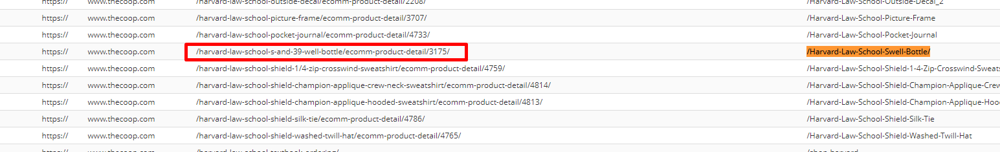 https:// www.thecoop.com /harvard-law-school-outside-decal/ecomm-product-detail/2208/ /Harvard-Law-School-Outside-Decal_2
https:// www.thecoop.com /harvard-law-school-picture-frame/ecomm-product-detail/3707/ /Harvard-Law-School-Picture-Frame
https:// www.thecoop.com /harvard-law-school-pocket-journal/ecomm-product-detail/4733/ /Harvard-Law-School-Pocket-Journal
https:// www.thecoop.com /harvard-law-school-s-and-39-well-bottle/ecomm-product-detail/3175/ /Harvard-Law-School-Swell-Bottle/
https:// www.thecoop.com /harvard-law-school-shield-1/4-zip-crosswind-sweatshirt/ecomm-product-detail/4759/ /Harvard-Law-School-Shield-1-4-Zip-Crosswind-Sweats
https:// www.thecoop.com /harvard-law-school-shield-champion-applique-crew-neck-sweatshirt/ecomm-product-detail/4814/ /Harvard-Law-School-Shield-Champion-Applique-Crew
https:// www.thecoop.com /harvard-law-school-shield-champion-applique-hooded-sweatshirt/ecomm-product-detail/4813/ /Harvard-Law-School-Shield-Champion-Applique-Hoo
https:// www.thecoop.com /harvard-law-school-shield-silk-tie/ecomm-product-detail/4786/ /Harvard-Law-School-Shield-Silk-Tie
https:// www.thecoop.com /harvard-law-school-shield-washed-twill-hat/ecomm-product-detail/4765/ /Harvard-Law-School-Shield-Washed-Twill-Hat
https:// www.thecoop.com /harvard-law-school-textbook-ordering/ /shop-harvard